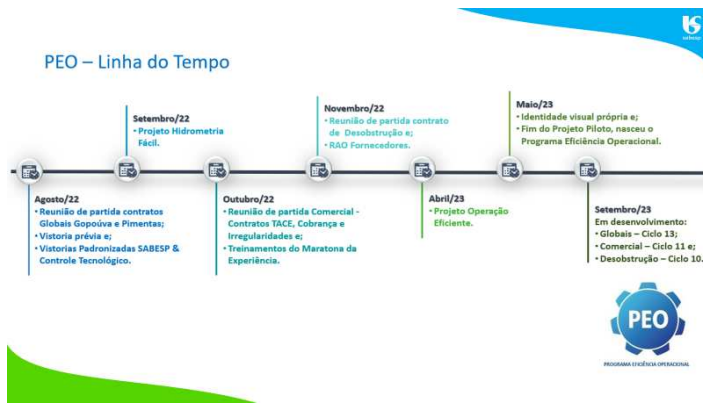 sabesp
PEO – Linha do Tempo
Setembro/22
• Projeto Hidrometria
Fácil.
Novembro/22
• Reunião de partida contrato
de Desobstrução e;
• RAO Fornecedores.
Maio/23
• Identidade visual própria e;
• Fim do Projeto Piloto, nasceu o
Programa Eficiência Operacional.
Agosto/22
• Reunião de partida contratos
Globais Gopoúva e Pimentas;
• Vistoria prévia e;
• Vistorias Padronizadas SABESP &
Controle Tecnológico.
Outubro/22
• Reunião de partida Comercial -
Contratos TACE, Cobrança e
Irregularidades e;
• Treinamentos do Maratona da
Experiência.
Abril/23
• Projeto Operação
Eficiente.
Setembro/23
Em desenvolvimento:
• Globais – Ciclo 13;
• Comercial – Ciclo 11 e;
• Desobstrução – Ciclo 10.
PEO
PROGRAMA EFICIÊNCIA OPERACIONAL